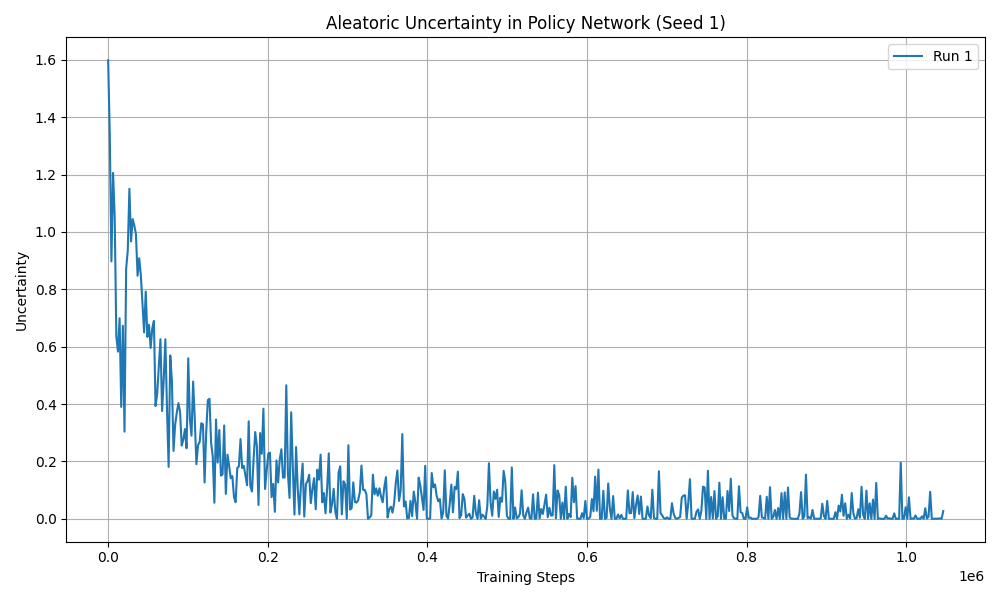 Aleatoric Uncertainty in Policy Network (Seed 1)
Run 1
Uncertainty
1.6
1.4
1.2
1.0
0.8
0.6
0.4
0.2
0.0
0.0 0.2 0.4 0.6 0.8 1.0
1e6
Training Steps